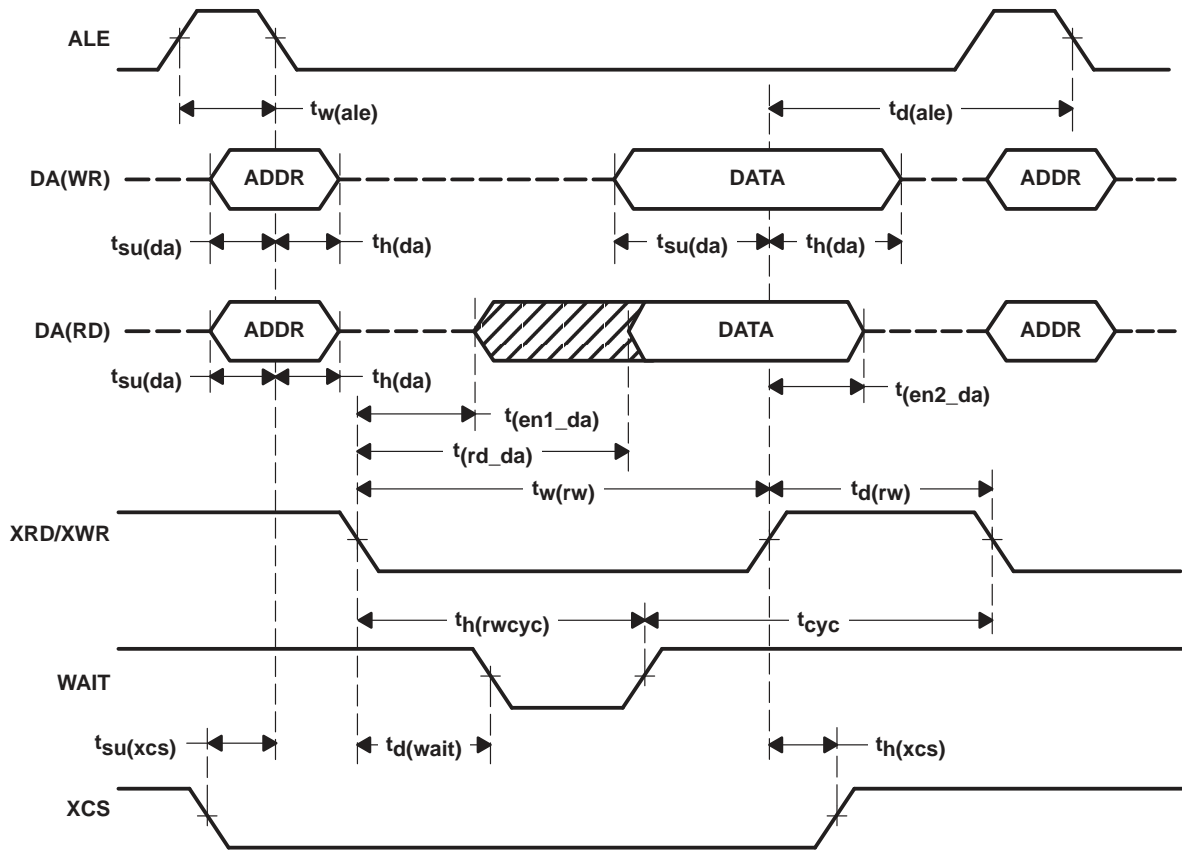 ALE
tw(ale)
td(ale)
DA(WR)
ADDR
DATA
ADDR
tsu(da)
th(da)
tsu(da)
th(da)
DA(RD)
ADDR
DATA
ADDR
tsu(da)
th(da)
t(en1_da)
t(en2_da)
t(rd_da)
tw(rw)
td(rw)
XRD/XWR
th(rwcyc)
tcyc
WAIT
tsu(xcs)
td(wait)
th(xcs)
XCS